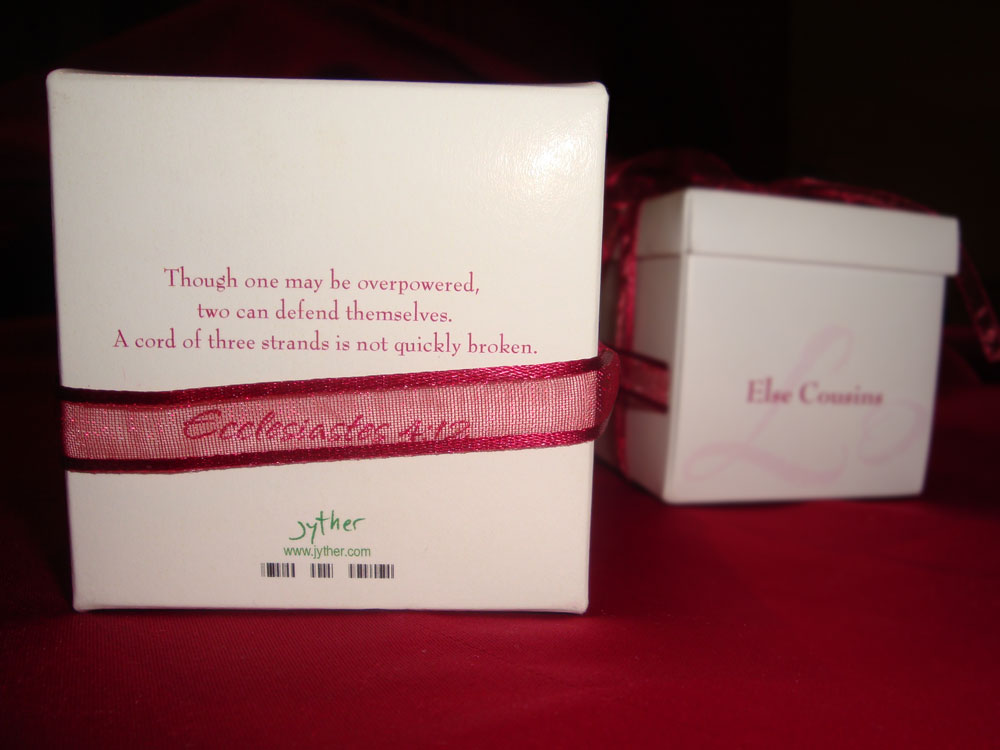 Though one may be overpowered,
two can defend themselves.
A cord of three strands is not quickly broken.
Ecclesiastes 4:12
jyther
www.jyther.com
Else Cousins
L